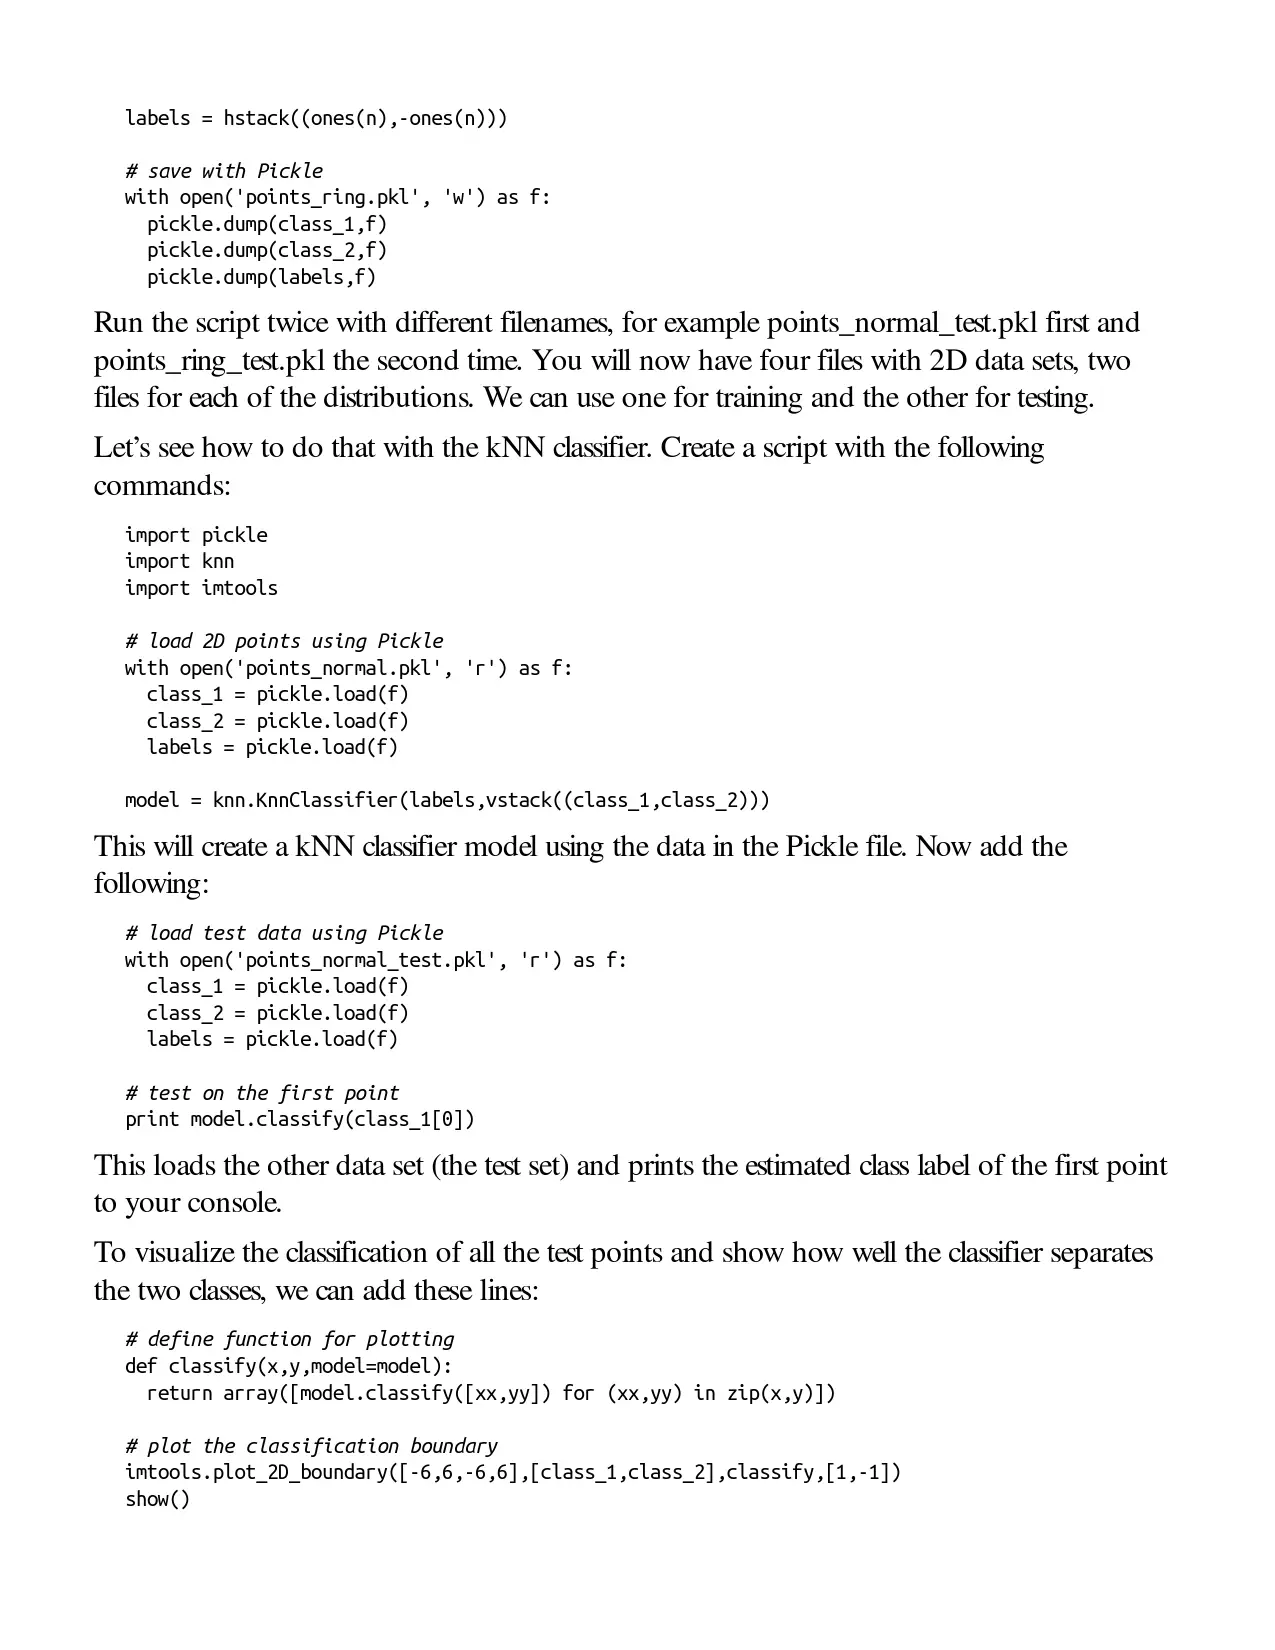 labels = hstack((ones(n),-ones(n)))
# save with Pickle
with open('points_ring.pkl', 'w') as f:
  pickle.dump(class_1,f)
  pickle.dump(class_2,f)
  pickle.dump(labels,f)
Run the script twice with different filenames, for example points_normal_test.pkl first and
points_ring_test.pkl the second time. You will now have four files with 2D data sets, two
files for each of the distributions. We can use one for training and the other for testing.
Let’s see how to do that with the kNN classifier. Create a script with the following
commands:
import pickle
import knn
import imtools
# load 2D points using Pickle
with open('points_normal.pkl', 'r') as f:
  class_1 = pickle.load(f)
  class_2 = pickle.load(f)
  labels = pickle.load(f)
model = knn.KnnClassifier(labels,vstack((class_1,class_2)))
This will create a kNN classifier model using the data in the Pickle file. Now add the
following:
# load test data using Pickle
with open('points_normal_test.pkl', 'r') as f:
  class_1 = pickle.load(f)
  class_2 = pickle.load(f)
  labels = pickle.load(f)
# test on the first point
print model.classify(class_1[0])
This loads the other data set (the test set) and prints the estimated class label of the first point
to your console.
To visualize the classification of all the test points and show how well the classifier separates
the two classes, we can add these lines:
# define function for plotting
def classify(x,y,model=model):
  return array([model.classify([xx,yy]) for (xx,yy) in zip(x,y)])
# plot the classification boundary
imtools.plot_2D_boundary([-6,6,-6,6],[class_1,class_2],classify,[1,-1])
show()